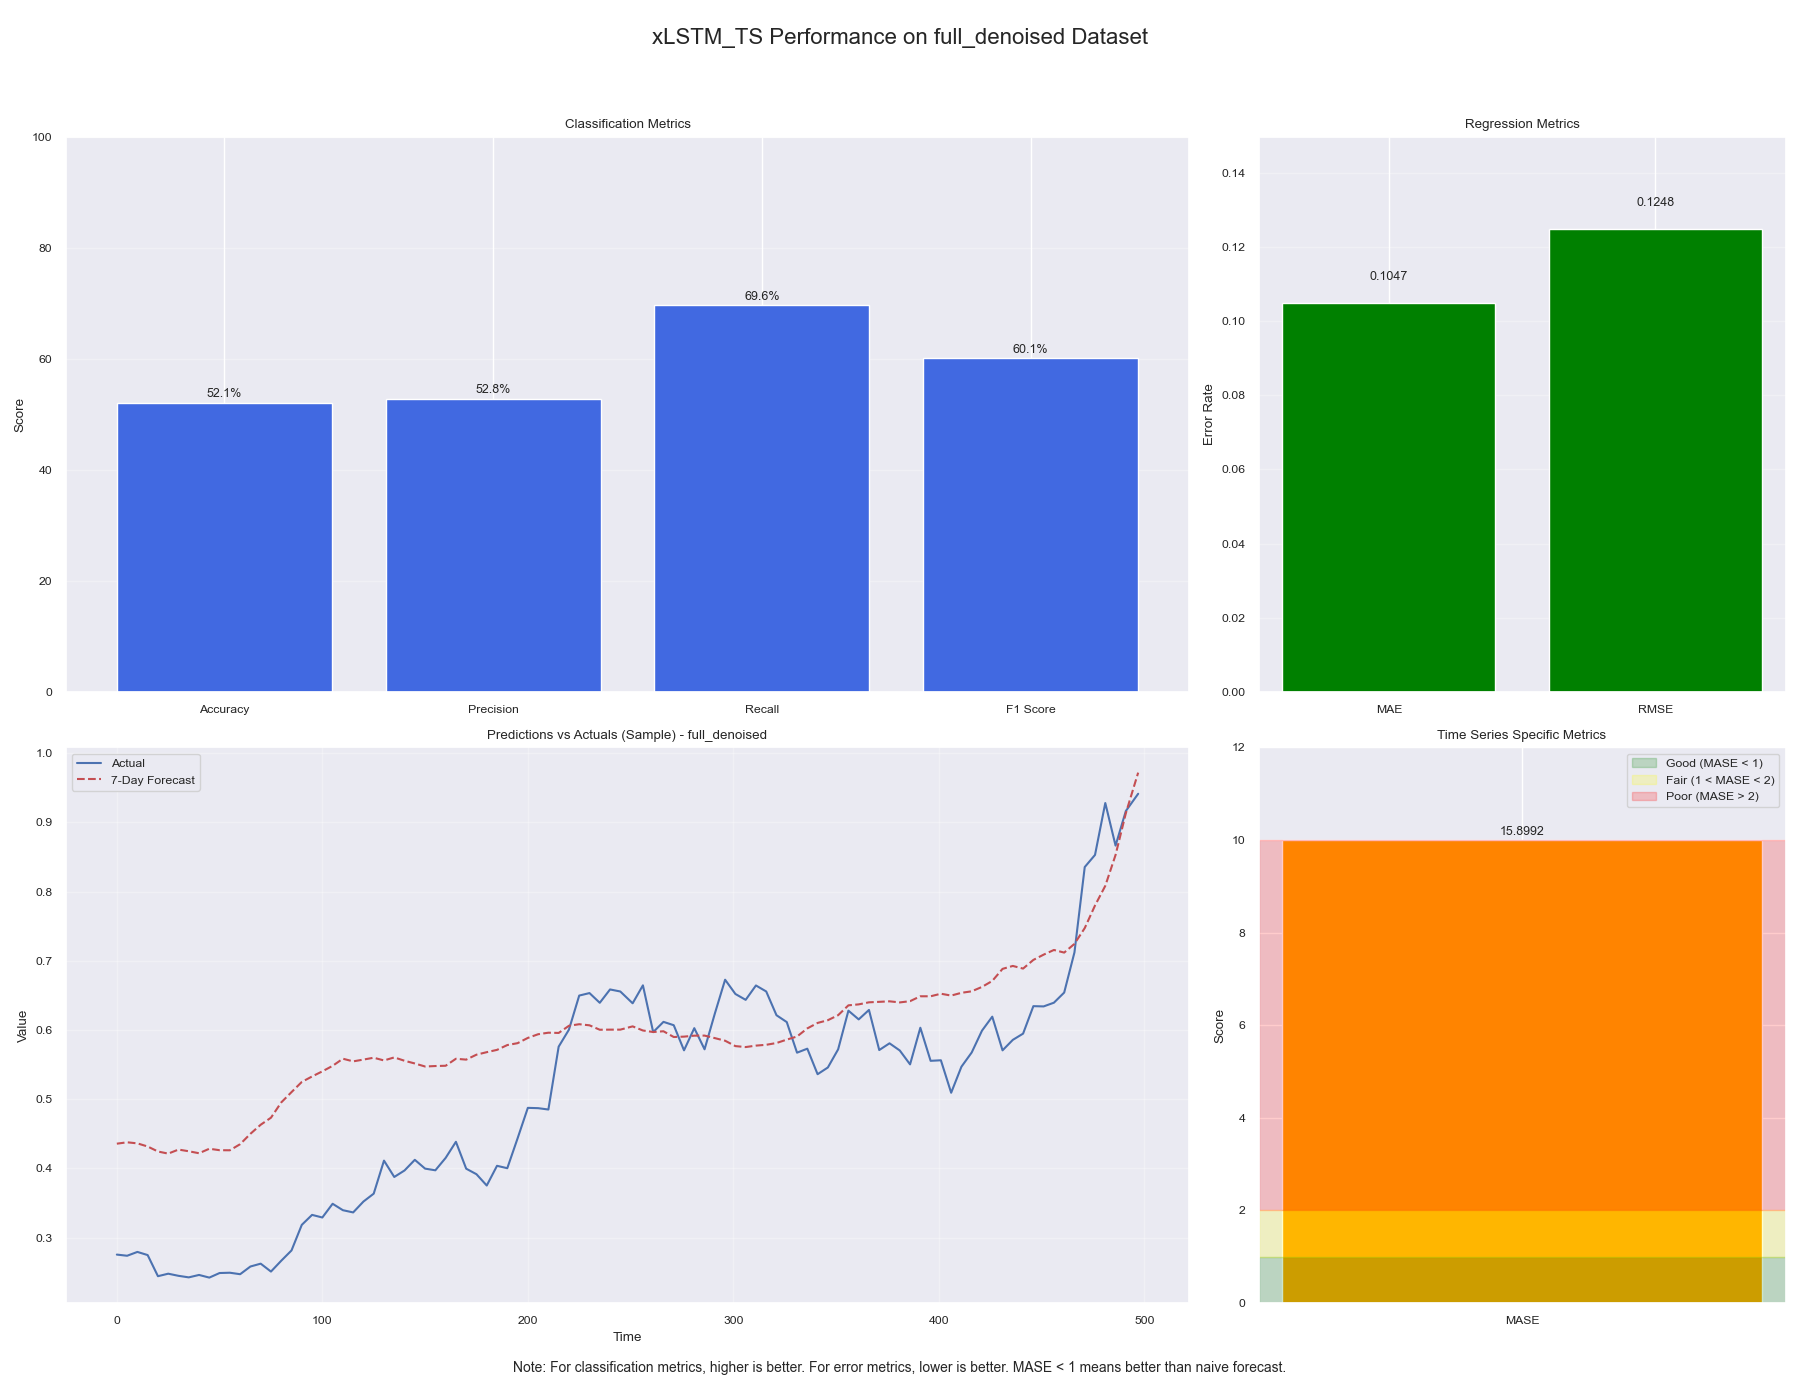 xLSTM_TS Performance on full_denoised Dataset
Classification Metrics
100
80
60
40
20
0
Score
52.1%
52.8%
69.6%
60.1%
Accuracy
Precision
Recall
F1 Score
Regression Metrics
0.14
0.12
0.10
0.08
0.06
0.04
0.02
0.00
Error Rate
0.1047
0.1248
MAE
RMSE
Predictions vs Actuals (Sample) - full_denoised
Actual
7-Day Forecast
1.0
0.9
0.8
0.7
0.6
0.5
0.4
0.3
Value
0
100
200
300
400
500
Time
Time Series Specific Metrics
Good (MASE < 1)
Fair (1 < MASE < 2)
Poor (MASE > 2)
15.8992
12
10
8
6
4
2
0
Score
MASE
Note: For classification metrics, higher is better. For error metrics, lower is better. MASE < 1 means better than naive forecast.